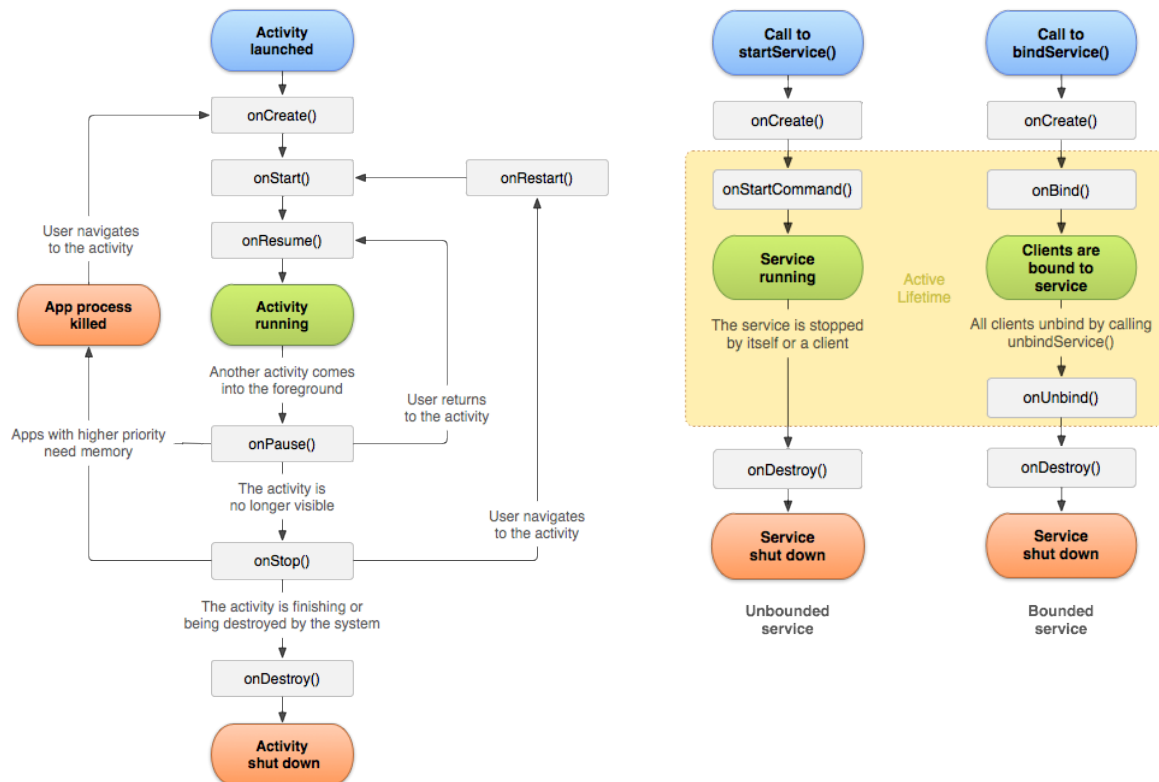 Activity
launched
onCreate()
onStart()
onRestart()
User navigates
to the activity
onResume()
App process
killed
Activity
running
Another activity comes
into the foreground
User returns
to the activity
Apps with higher priority
need memory
onPause()
The activity is
no longer visible
User navigates
to the activity
onStop()
The activity is finishing or
being destroyed by the system
onDestroy()
Activity
shut down
Call to
startService()
onCreate()
onStartCommand()
Service
running
The service is stopped
by itself or a client
onDestroy()
Service
shut down
Unbounded
service
Active
Lifetime
Call to
bindService()
onCreate()
onBind()
Clients are
bound to
service
All clients unbind by calling
unbindService()
onUnbind()
onDestroy()
Service
shut down
Bounded
service